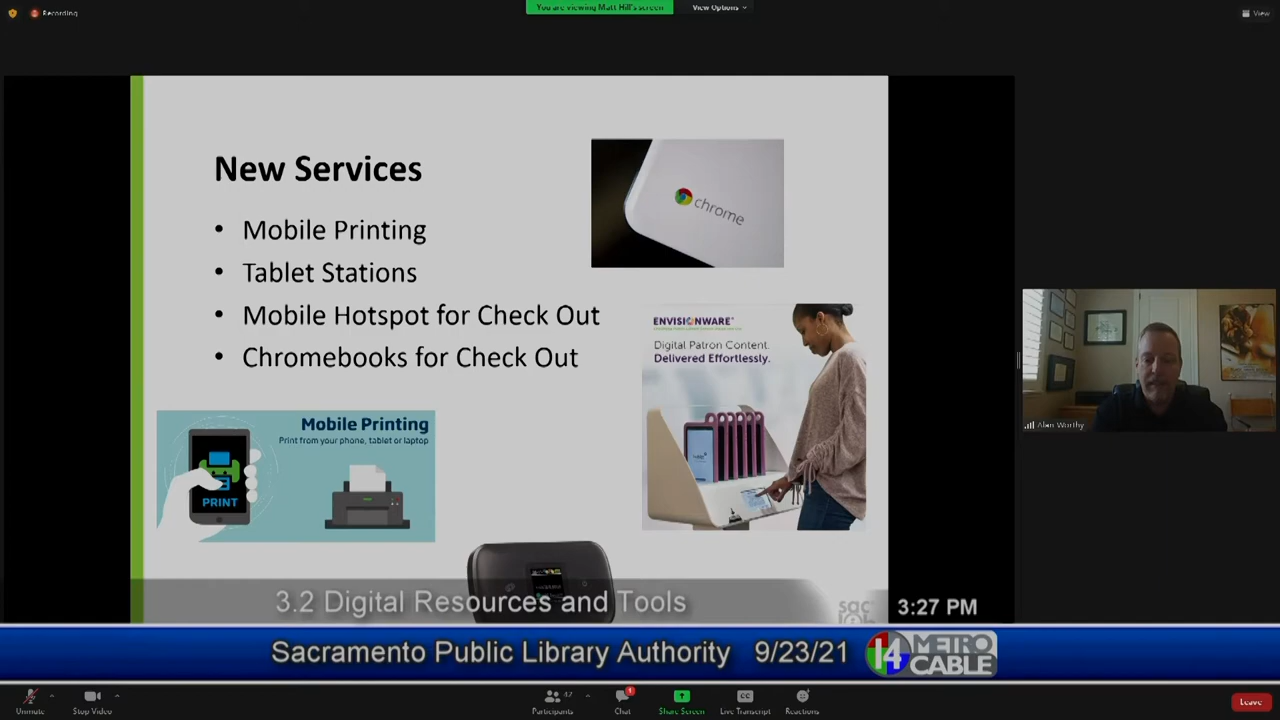 Recording
You are viewing Matt Hill's screen
View Options
View
New Services
• Mobile Printing
• Tablet Stations
• Mobile Hotspot for Check Out
• Chromebooks for Check Out
chrome
ENVISIONWARE®
Digital Patron Content.
Delivered Effortlessly.
Mobile Printing
Print from your phone, tablet or laptop
PRINT
Alan Worthy
3.2 Digital Resources and Tools
3:27 PM
Sacramento Public Library Authority 9/23/21
14 METRO
CABLE
Unmute
Stop Video
Participants
Chat
Share Screen
CC
Live Transcript
Reactions
Leave